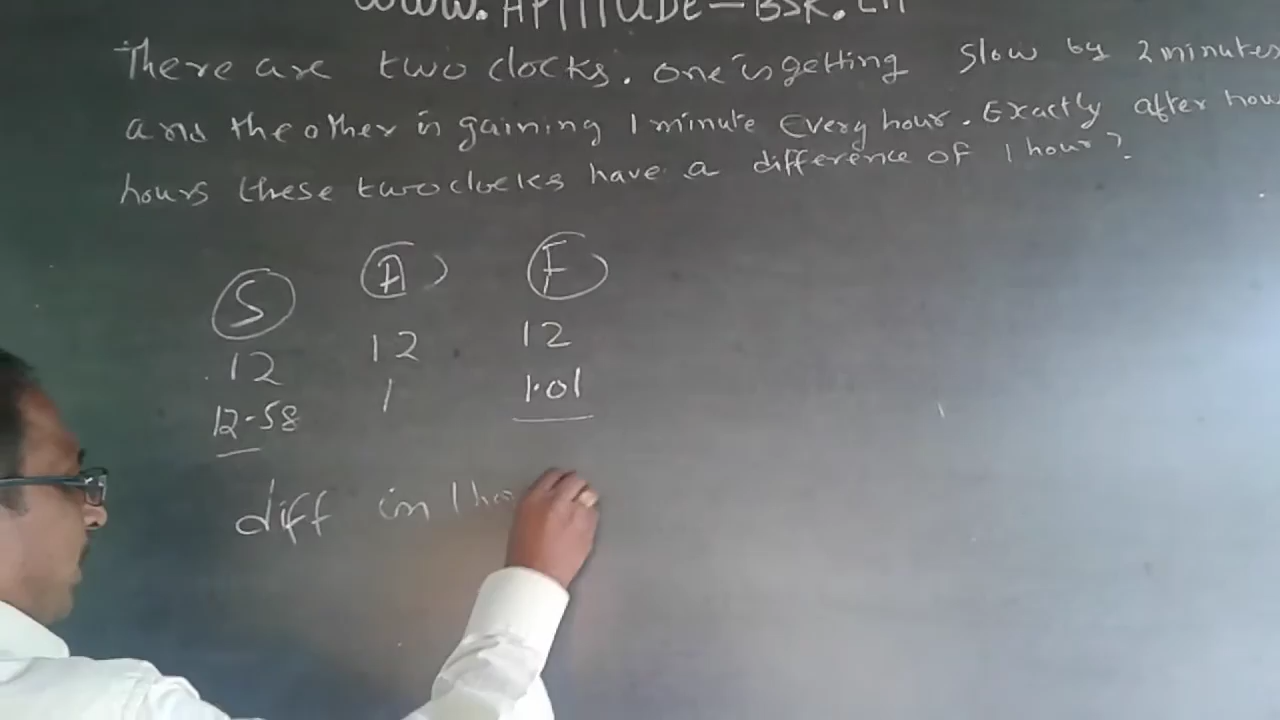 www.APTITUDE-BSR.in
There are two clocks. one is getting slow by 2 minutes
and the other is gaining 1 minute Every hour. Exactly after how
hours these two clocks have a difference of 1 hour?
S A F
12 12 12
12.58 1 1.01
diff in 1 ho